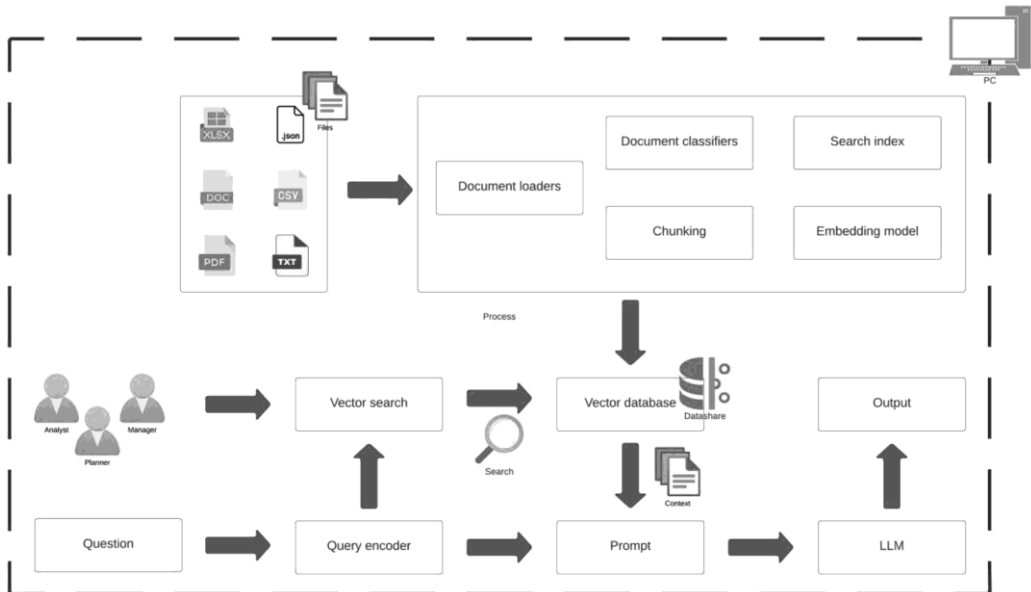 PC
Files
XLSX
.json
DOC
CSV
PDF
TXT
Document loaders
Document classifiers
Search index
Chunking
Embedding model
Process
Analyst
Manager
Planner
Vector search
Search
Vector database
Datashare
Output
Context
Question
Query encoder
Prompt
LLM